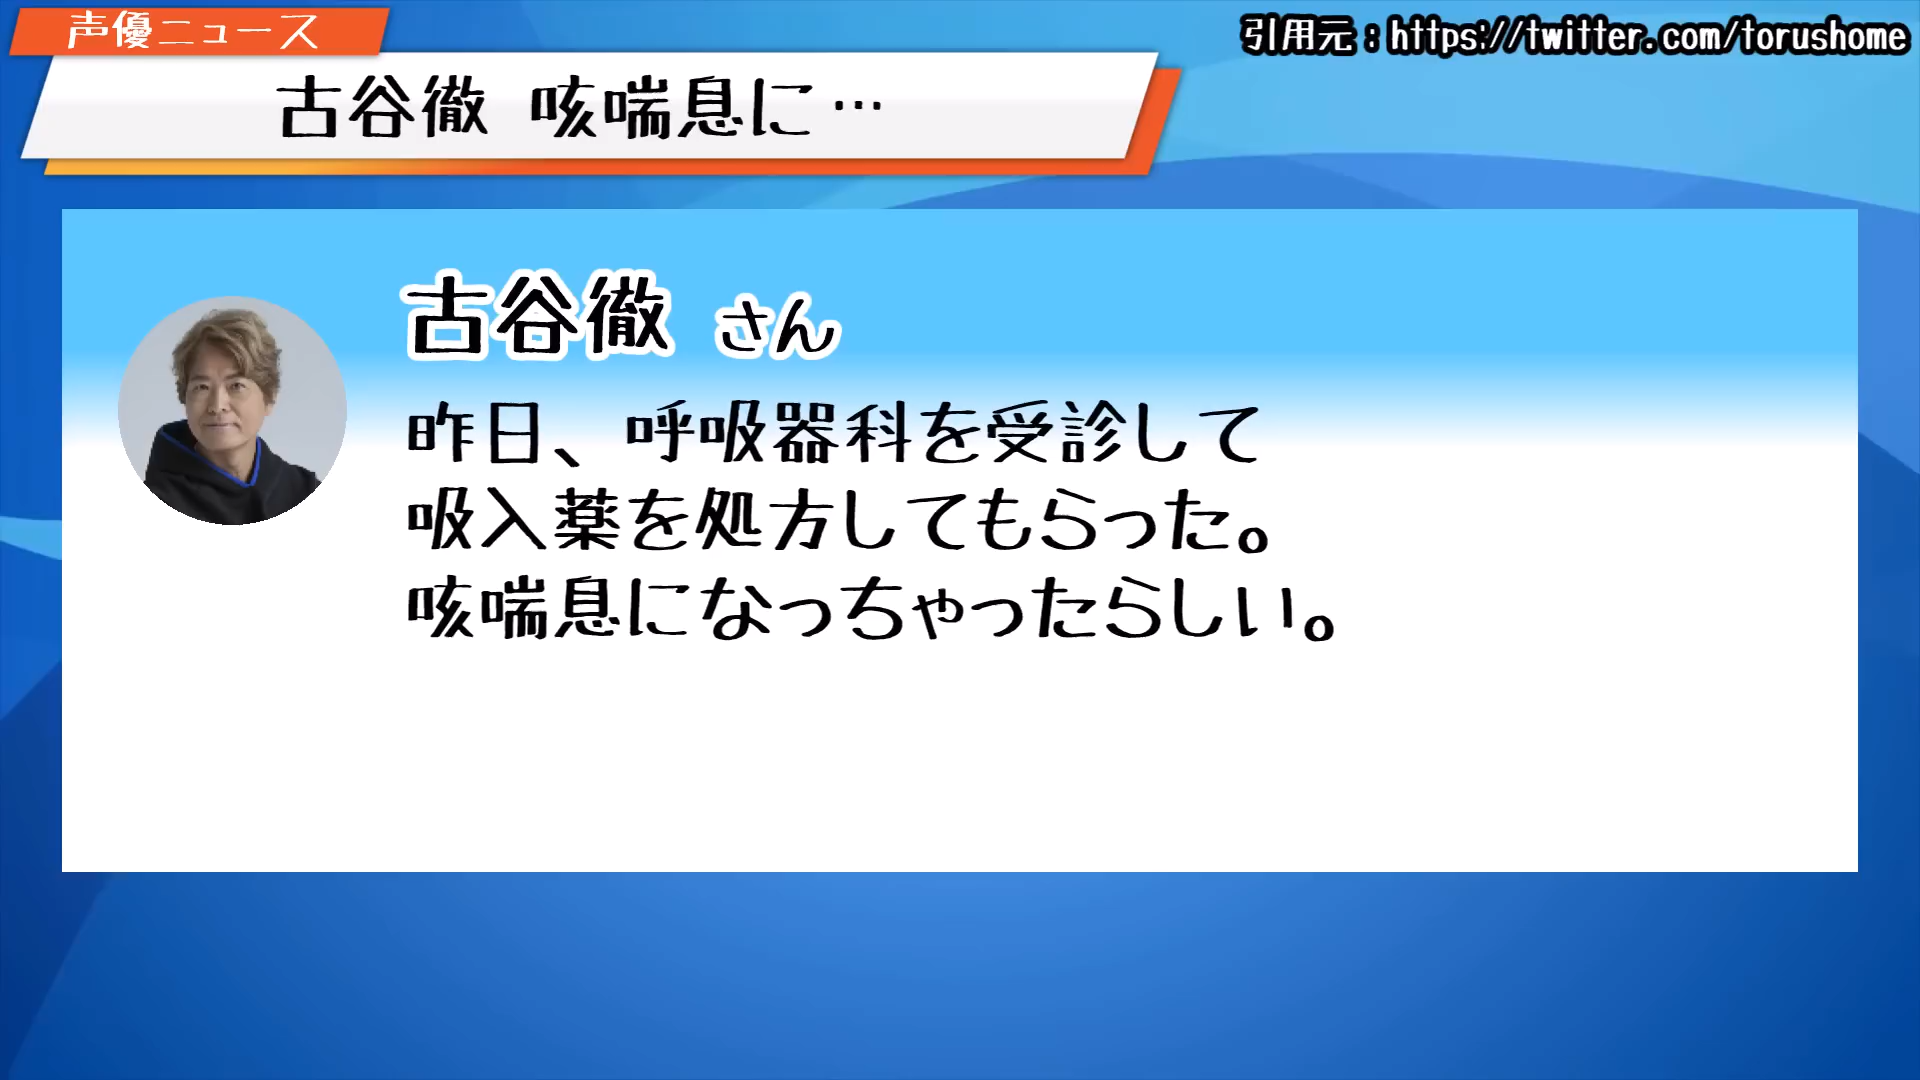 声優ニュース
引用元：https://twitter.com/torushome
古谷徹 咳喘息に…
古谷徹 さん
昨日、呼吸器科を受診して
吸入薬を処方してもらった。
咳喘息になっちゃったらしい。